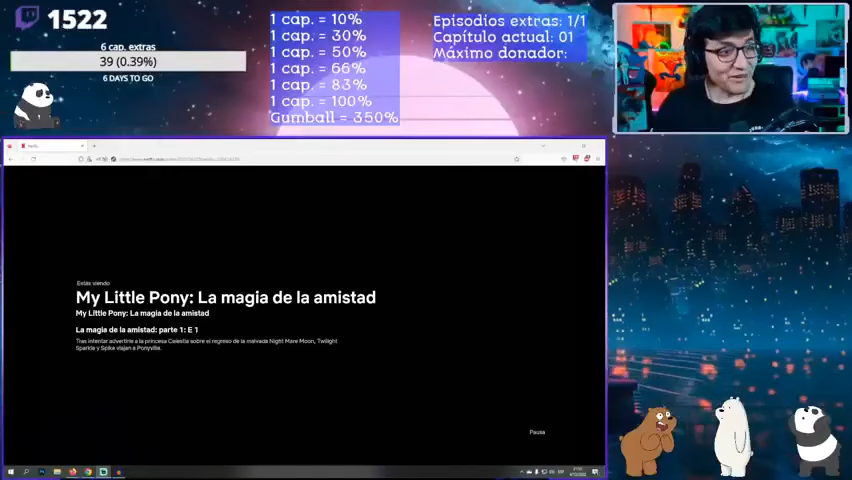 1522
6 cap. extras
39 (0.39%)
6 DAYS TO GO
1 cap. = 10%
1 cap. = 30%
1 cap. = 50%
1 cap. = 66%
1 cap. = 83%
1 cap. = 100%
Gumball = 350%
Episodios extras: 1/1
Capítulo actual: 01
Máximo donador:
Netflix
Estás viendo
My Little Pony: La magia de la amistad
My Little Pony: La magia de la amistad
La magia de la amistad: parte 1: E 1
Tras intentar advertirle a la princesa Celestia sobre el regreso de la malvada Night Mare Moon, Twilight
Sparkle y Spike viajan a Ponyville.
Pausa